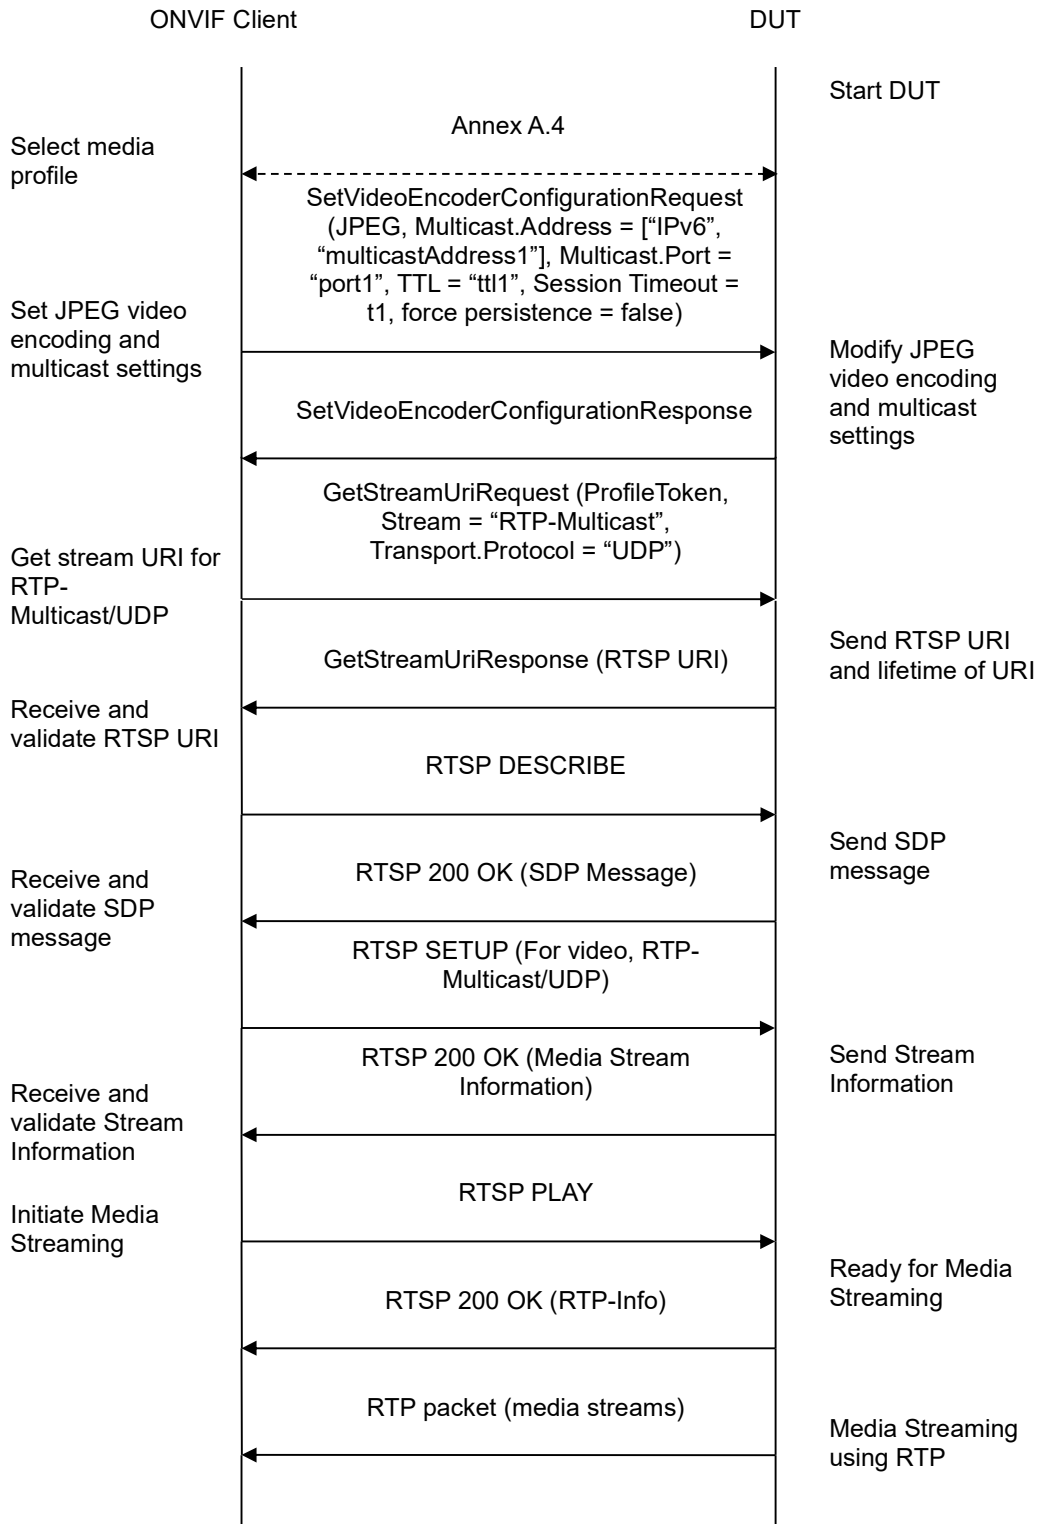 ONVIF Client
DUT
Start DUT
Annex A.4
Select media
profile
SetVideoEncoderConfigurationRequest
(JPEG, Multicast.Address = [“IPv6”,
“multicastAddress1”], Multicast.Port =
“port1”, TTL = “ttl1”, Session Timeout =
t1, force persistence = false)
Set JPEG video
encoding and
multicast settings
Modify JPEG
video encoding
and multicast
settings
SetVideoEncoderConfigurationResponse
GetStreamUriRequest (ProfileToken,
Stream = “RTP-Multicast”,
Transport.Protocol = “UDP”)
Get stream URI for
RTP-
Multicast/UDP
Send RTSP URI
and lifetime of URI
GetStreamUriResponse (RTSP URI)
Receive and
validate RTSP URI
RTSP DESCRIBE
Send SDP
message
RTSP 200 OK (SDP Message)
Receive and
validate SDP
message
RTSP SETUP (For video, RTP-
Multicast/UDP)
RTSP 200 OK (Media Stream
Information)
Send Stream
Information
Receive and
validate Stream
Information
RTSP PLAY
Initiate Media
Streaming
Ready for Media
Streaming
RTSP 200 OK (RTP-Info)
RTP packet (media streams)
Media Streaming
using RTP